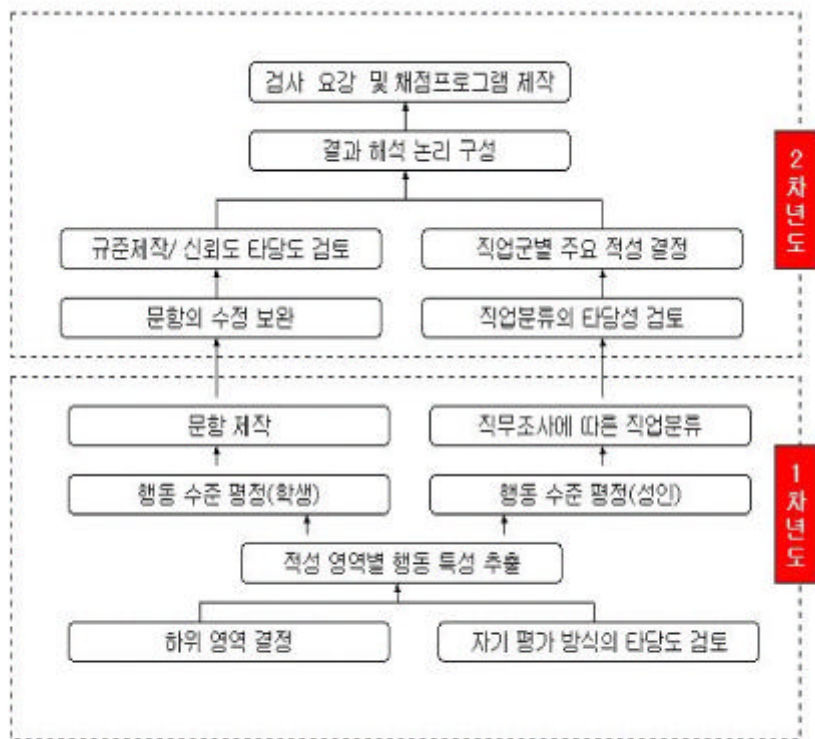 검사 요강 및 채점프로그램 제작
결과 해석 논리 구성
규준제작/ 신뢰도 타당도 검토
직업군별 주요 적성 결정
문항의 수정 보완
직업분류의 타당성 검토
2차년도
문항 제작
직무조사에 따른 직업분류
행동 수준 평정(학생)
행동 수준 평정(성인)
적성 영역별 행동 특성 추출
하위 영역 결정
자기 평가 방식의 타당도 검토
1차년도